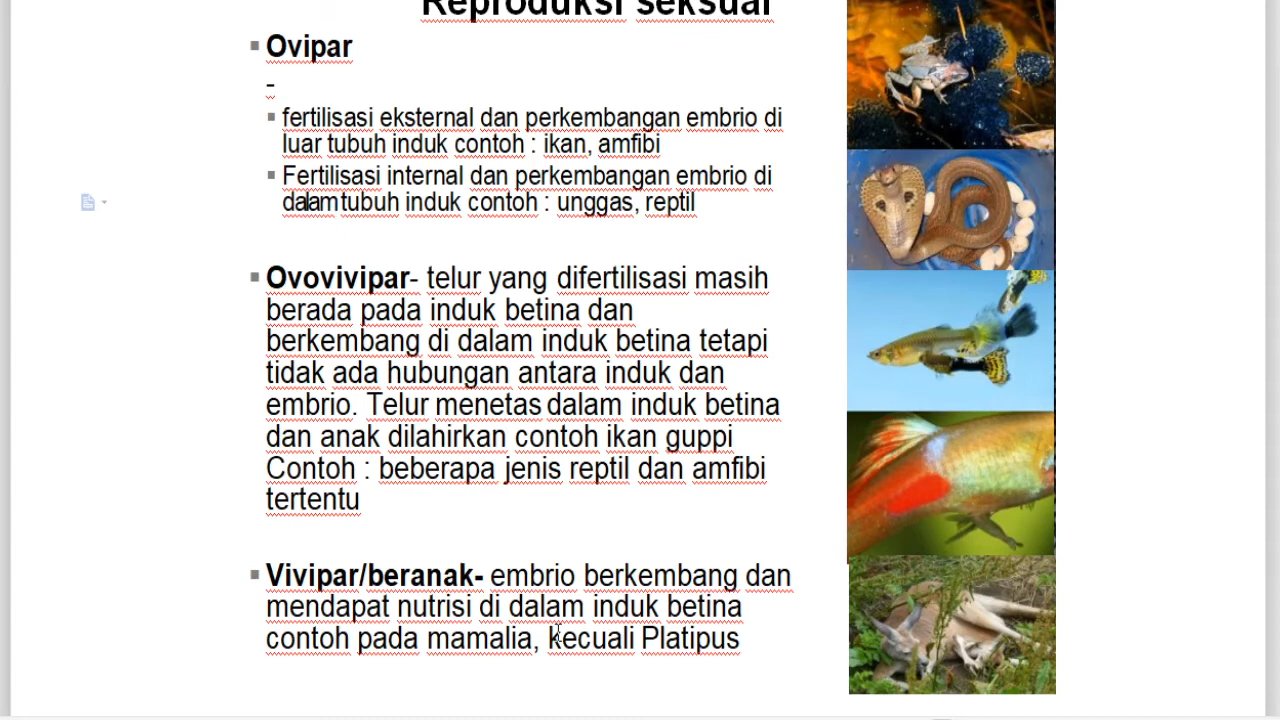 Reproduksi seksual
Ovipar
-
fertilisasi eksternal dan perkembangan embrio di
luar tubuh induk contoh : ikan, amfibi
Fertilisasi internal dan perkembangan embrio di
dalam tubuh induk contoh : unggas, reptil
Ovovivipar- telur yang difertilisasi masih
berada pada induk betina dan
berkembang di dalam induk betina tetapi
tidak ada hubungan antara induk dan
embrio. Telur menetas dalam induk betina
dan anak dilahirkan contoh ikan guppi
Contoh : beberapa jenis reptil dan amfibi
tertentu
Vivipar/beranak- embrio berkembang dan
mendapat nutrisi di dalam induk betina
contoh pada mamalia, kecuali Platipus